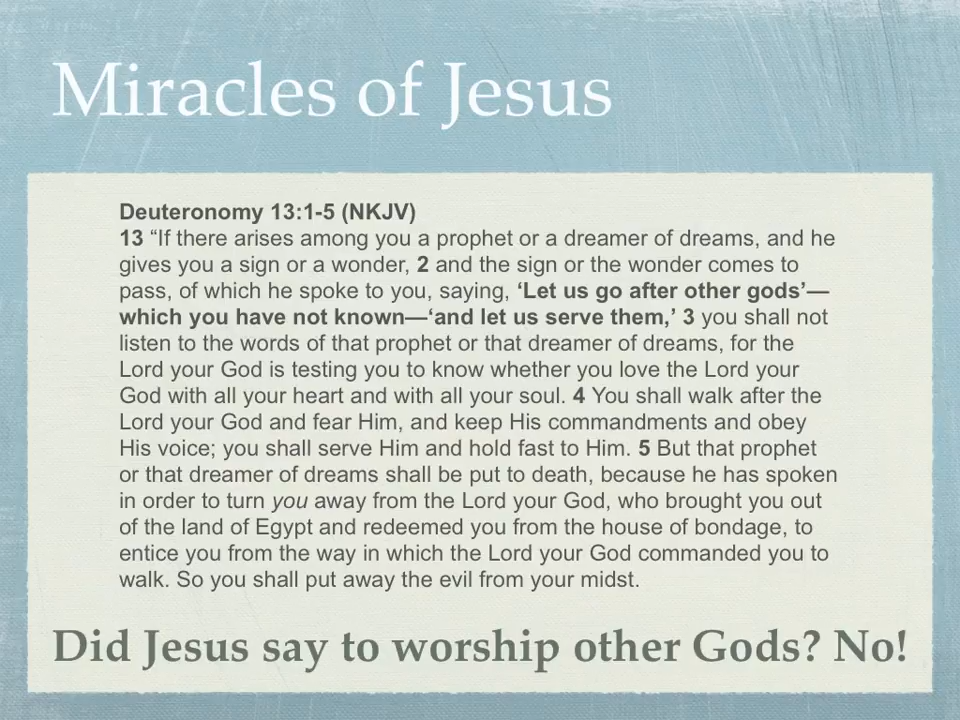 Miracles of Jesus
Deuteronomy 13:1-5 (NKJV)
13 “If there arises among you a prophet or a dreamer of dreams, and he
gives you a sign or a wonder, 2 and the sign or the wonder comes to
pass, of which he spoke to you, saying, ‘Let us go after other gods’—
which you have not known—‘and let us serve them,’ 3 you shall not
listen to the words of that prophet or that dreamer of dreams, for the
Lord your God is testing you to know whether you love the Lord your
God with all your heart and with all your soul. 4 You shall walk after the
Lord your God and fear Him, and keep His commandments and obey
His voice; you shall serve Him and hold fast to Him. 5 But that prophet
or that dreamer of dreams shall be put to death, because he has spoken
in order to turn you away from the Lord your God, who brought you out
of the land of Egypt and redeemed you from the house of bondage, to
entice you from the way in which the Lord your God commanded you to
walk. So you shall put away the evil from your midst.
Did Jesus say to worship other Gods? No!